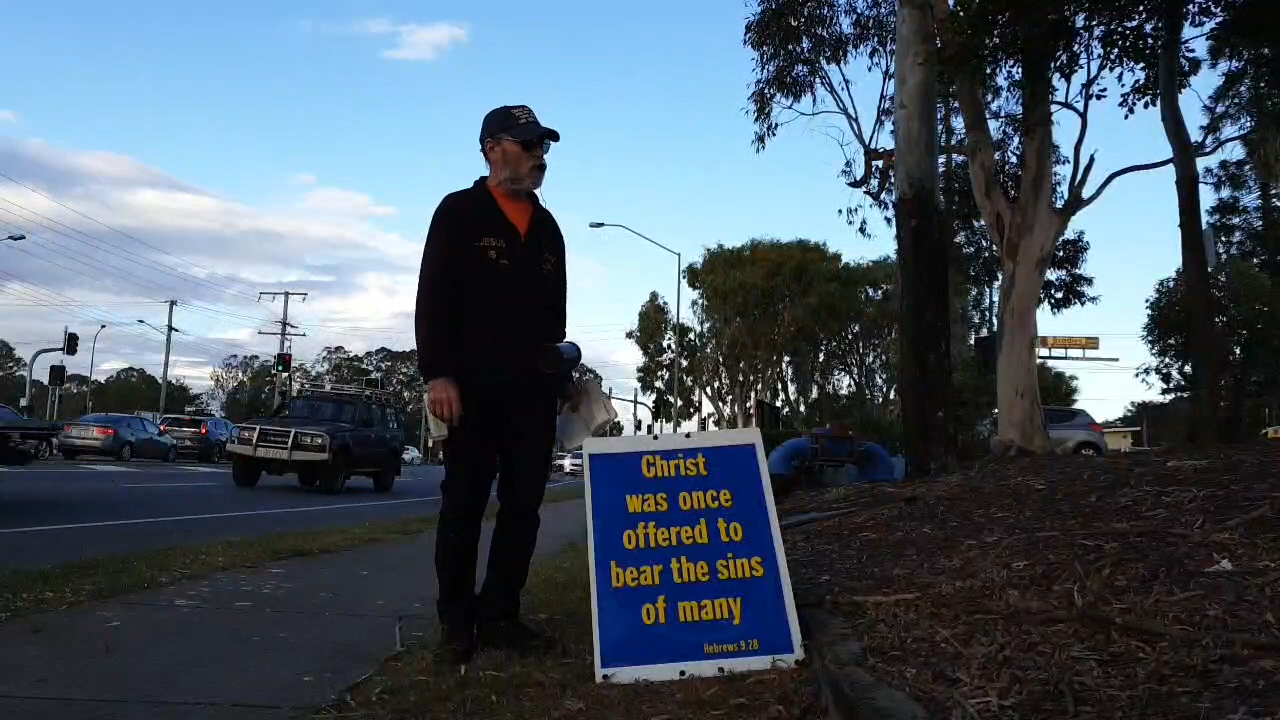 JESUS
Christ
was once
offered to
bear the sins
of many
Hebrews 9.28